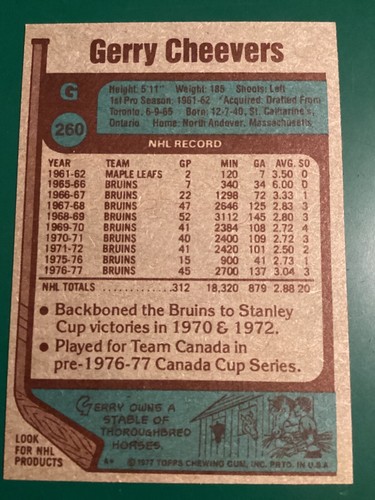 Gerry Cheevers
G
260
Height: 5'11" Weight: 185 Shoots: Left
1st Pro Season: 1961-62 *Acquired: Drafted From
Toronto, 6-9-65 Born: 12-7-40, St. Catharine's,
Ontario Home: North Andover, Massachusetts
NHL RECORD
YEAR TEAM GP MIN GA AVG. SO
1961-62 MAPLE LEAFS 2 120 7 3.50 0
1965-66 BRUINS 7 340 34 6.00 0
1966-67 BRUINS 22 1298 72 3.33 1
1967-68 BRUINS 47 2646 125 2.83 3
1968-69 BRUINS 52 3112 145 2.80 3
1969-70 BRUINS 41 2384 108 2.72 4
1970-71 BRUINS 40 2400 109 2.72 3
1971-72 BRUINS 41 2420 101 2.50 2
1975-76 BRUINS 15 900 41 2.73 1
1976-77 BRUINS 45 2700 137 3.04 3
NHL TOTALS ............ 312 18,320 879 2.88 20
• Backboned the Bruins to Stanley
Cup victories in 1970 & 1972.
• Played for Team Canada in
pre-1976-77 Canada Cup Series.
GERRY OWNS A
STABLE OF
THOROUGHBRED
HORSES.
LOOK
FOR NHL
PRODUCTS
© 1977 TOPPS CHEWING GUM, INC. PRTD. IN U.S.A.